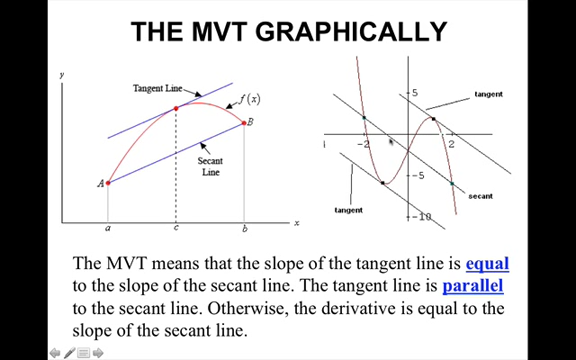 THE MVT GRAPHICALLY
y
Tangent Line
f(x)
B
A
Secant
Line
a
c
b
x
5
tangent
-2
2
-5
secant
tangent
-10
The MVT means that the slope of the tangent line is equal
to the slope of the secant line. The tangent line is parallel
to the secant line. Otherwise, the derivative is equal to the
slope of the secant line.